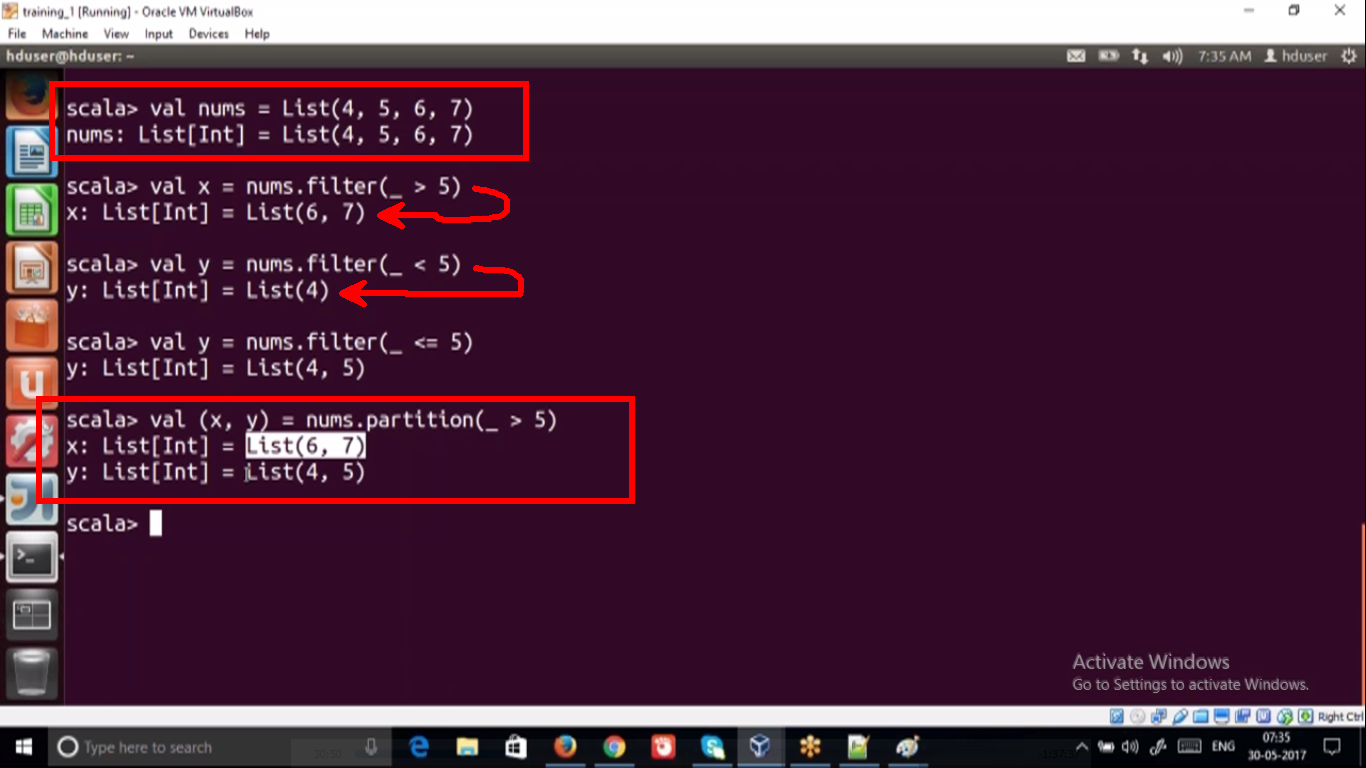 training_1 [Running] - Oracle VM VirtualBox
File Machine View Input Devices Help
hduser@hduser: ~ 7:35 AM hduser
scala> val nums = List(4, 5, 6, 7)
nums: List[Int] = List(4, 5, 6, 7)
scala> val x = nums.filter(_ > 5)
x: List[Int] = List(6, 7)
scala> val y = nums.filter(_ < 5)
y: List[Int] = List(4)
scala> val y = nums.filter(_ <= 5)
y: List[Int] = List(4, 5)
scala> val (x, y) = nums.partition(_ > 5)
x: List[Int] = List(6, 7)
y: List[Int] = List(4, 5)
scala>
Activate Windows
Go to Settings to activate Windows.
Right Ctrl
Type here to search
ENG
07:35
30-05-2017